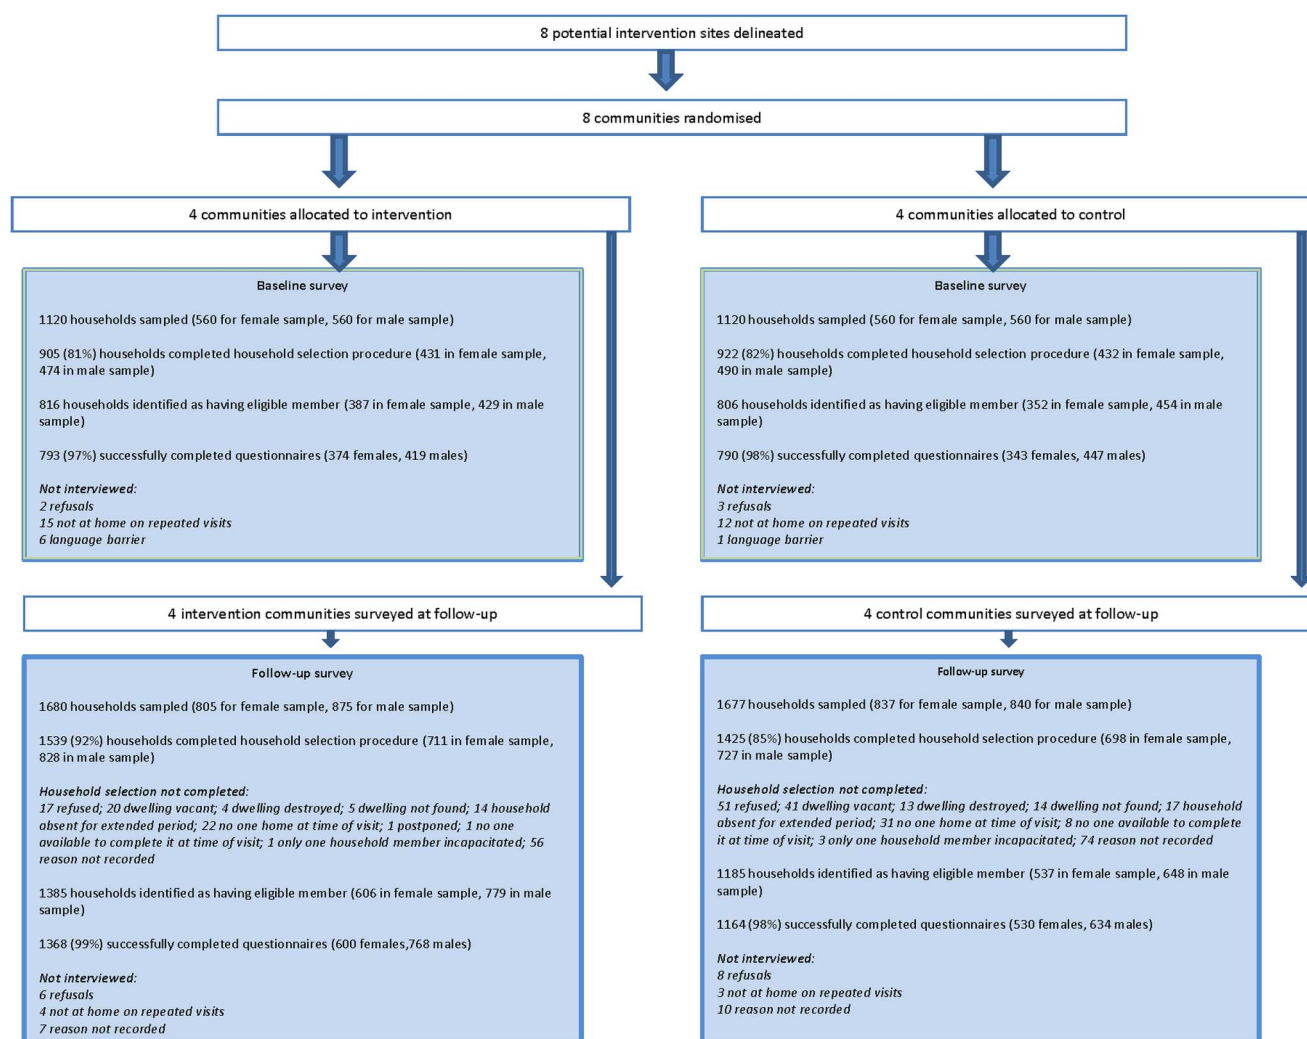 8 potential intervention sites delineated
8 communities randomised
4 communities allocated to intervention
4 communities allocated to control
Baseline survey
1120 households sampled (560 for female sample, 560 for male sample)
905 (81%) households completed household selection procedure (431 in female sample,
474 in male sample)
816 households identified as having eligible member (387 in female sample, 429 in male
sample)
793 (97%) successfully completed questionnaires (374 females, 419 males)
Not interviewed:
2 refusals
15 not at home on repeated visits
6 language barrier
Baseline survey
1120 households sampled (560 for female sample, 560 for male sample)
922 (82%) households completed household selection procedure (432 in female sample,
490 in male sample)
806 households identified as having eligible member (352 in female sample, 454 in male
sample)
790 (98%) successfully completed questionnaires (343 females, 447 males)
Not interviewed:
3 refusals
12 not at home on repeated visits
1 language barrier
4 intervention communities surveyed at follow-up
4 control communities surveyed at follow-up
Follow-up survey
1680 households sampled (805 for female sample, 875 for male sample)
1539 (92%) households completed household selection procedure (711 in female sample,
828 in male sample)
Household selection not completed:
17 refused; 20 dwelling vacant; 4 dwelling destroyed; 5 dwelling not found; 14 household
absent for extended period; 22 no one home at time of visit; 1 postponed; 1 no one
available to complete it at time of visit; 1 only one household member incapacitated; 56
reason not recorded
1385 households identified as having eligible member (606 in female sample, 779 in male
sample)
1368 (99%) successfully completed questionnaires (600 females,768 males)
Not interviewed:
6 refusals
4 not at home on repeated visits
7 reason not recorded
Follow-up survey
1677 households sampled (837 for female sample, 840 for male sample)
1425 (85%) households completed household selection procedure (698 in female sample,
727 in male sample)
Household selection not completed:
51 refused; 41 dwelling vacant; 13 dwelling destroyed; 14 dwelling not found; 17 household
absent for extended period; 31 no one home at time of visit; 8 no one available to complete
it at time of visit; 3 only one household member incapacitated; 74 reason not recorded
1185 households identified as having eligible member (537 in female sample, 648 in male
sample)
1164 (98%) successfully completed questionnaires (530 females, 634 males)
Not interviewed:
8 refusals
3 not at home on repeated visits
10 reason not recorded